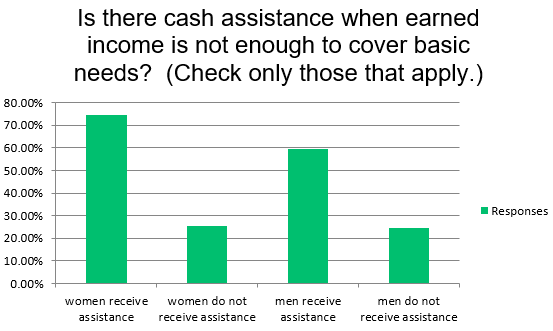 Is there cash assistance when earned
income is not enough to cover basic
needs?  (Check only those that apply.)
80.00%
70.00%
60.00%
50.00%
40.00%
30.00%
20.00%
10.00%
0.00%
women receive
assistance
women do not
receive assistance
men receive
assistance
men do not
receive assistance
Responses